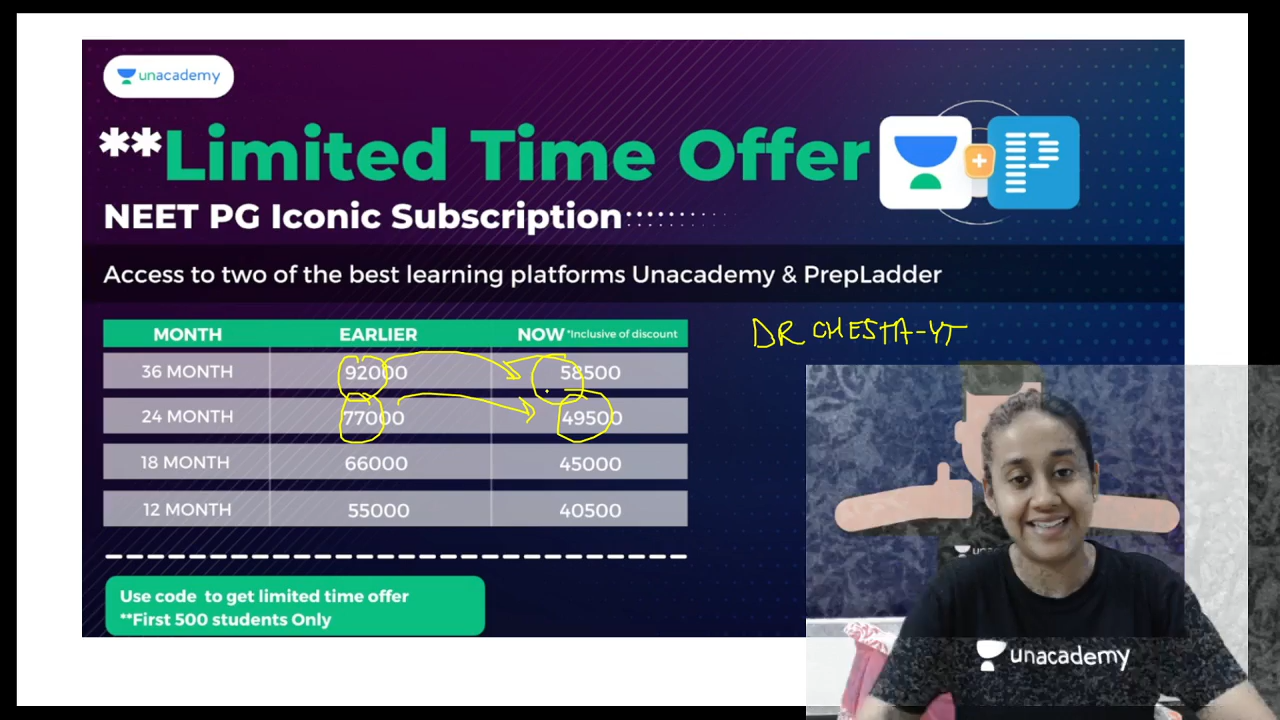 unacademy
**Limited Time Offer
NEET PG Iconic Subscription
Access to two of the best learning platforms Unacademy & PrepLadder
MONTH EARLIER NOW *Inclusive of discount
36 MONTH 92000 58500
24 MONTH 77000 49500
18 MONTH 66000 45000
12 MONTH 55000 40500
DR CHESTA-YT
Use code to get limited time offer
**First 500 students Only
unacademy